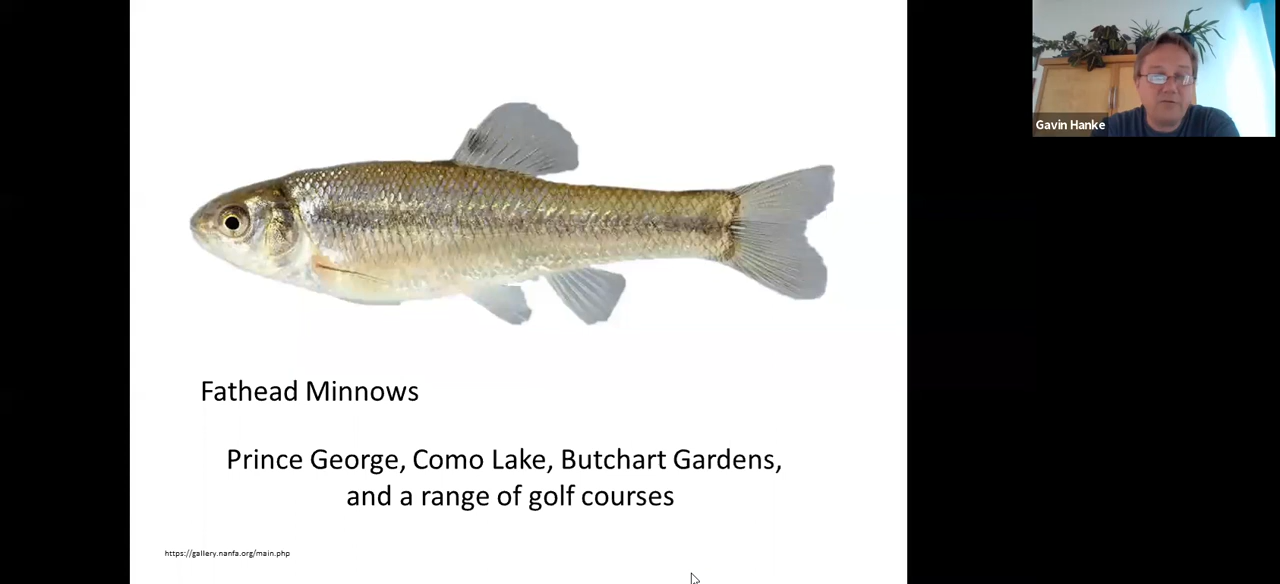 Gavin Hanke
Fathead Minnows
Prince George, Como Lake, Butchart Gardens,
and a range of golf courses
https://gallery.nanfa.org/main.php